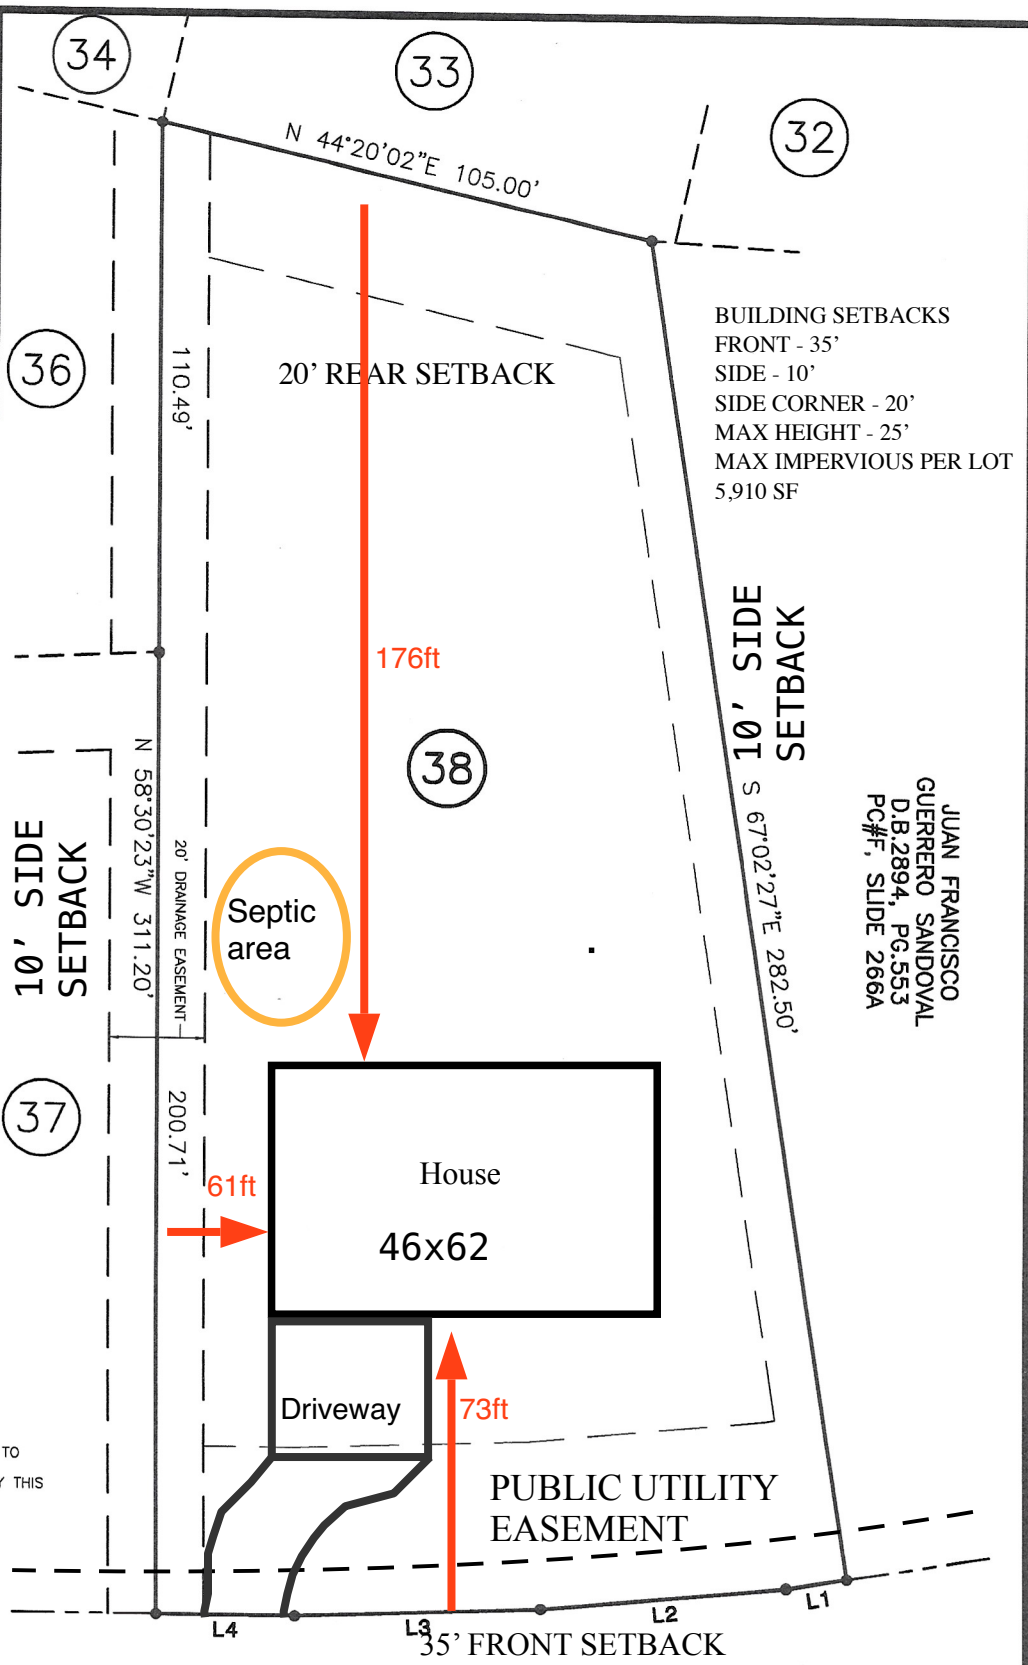 34
33
32
N 44°20'02"E 105.00'
BUILDING SETBACKS
FRONT - 35'
SIDE - 10'
SIDE CORNER - 20'
MAX HEIGHT - 25'
MAX IMPERVIOUS PER LOT
5,910 SF
36
110.49'
20' REAR SETBACK
176ft
10' SIDE
SETBACK
38
S 67°02'27"E 282.50'
JUAN FRANCISCO
GUERRERO SANDOVAL
D.B.2894, PG.553
PC#F, SLIDE 266A
N 58°30'23"W 311.20'
20' DRAINAGE EASEMENT
10' SIDE
SETBACK
Septic
area
37
200.71'
61ft
House
46x62
Driveway
73ft
TO
THIS
PUBLIC UTILITY
EASEMENT
L4
L3
L2
L1
35' FRONT SETBACK